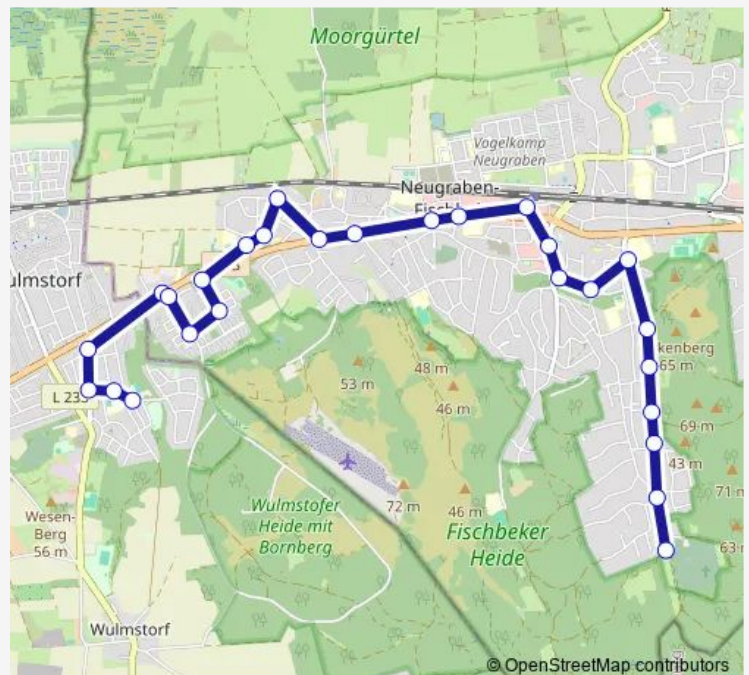 Moorgürtel
Vogelkamp
Neugraben
Neugraben-
ulmstorf
53 m
48 m
46 m
kenberg
65 m
69 m
43 m
71 m
63
L 235
72 m
46 m
Wulmstofer
Heide mit
Bornberg
Fischbeker
Heide
Wesen-
Berg
56 m
Wulmstorf
© OpenStreetMap contributors